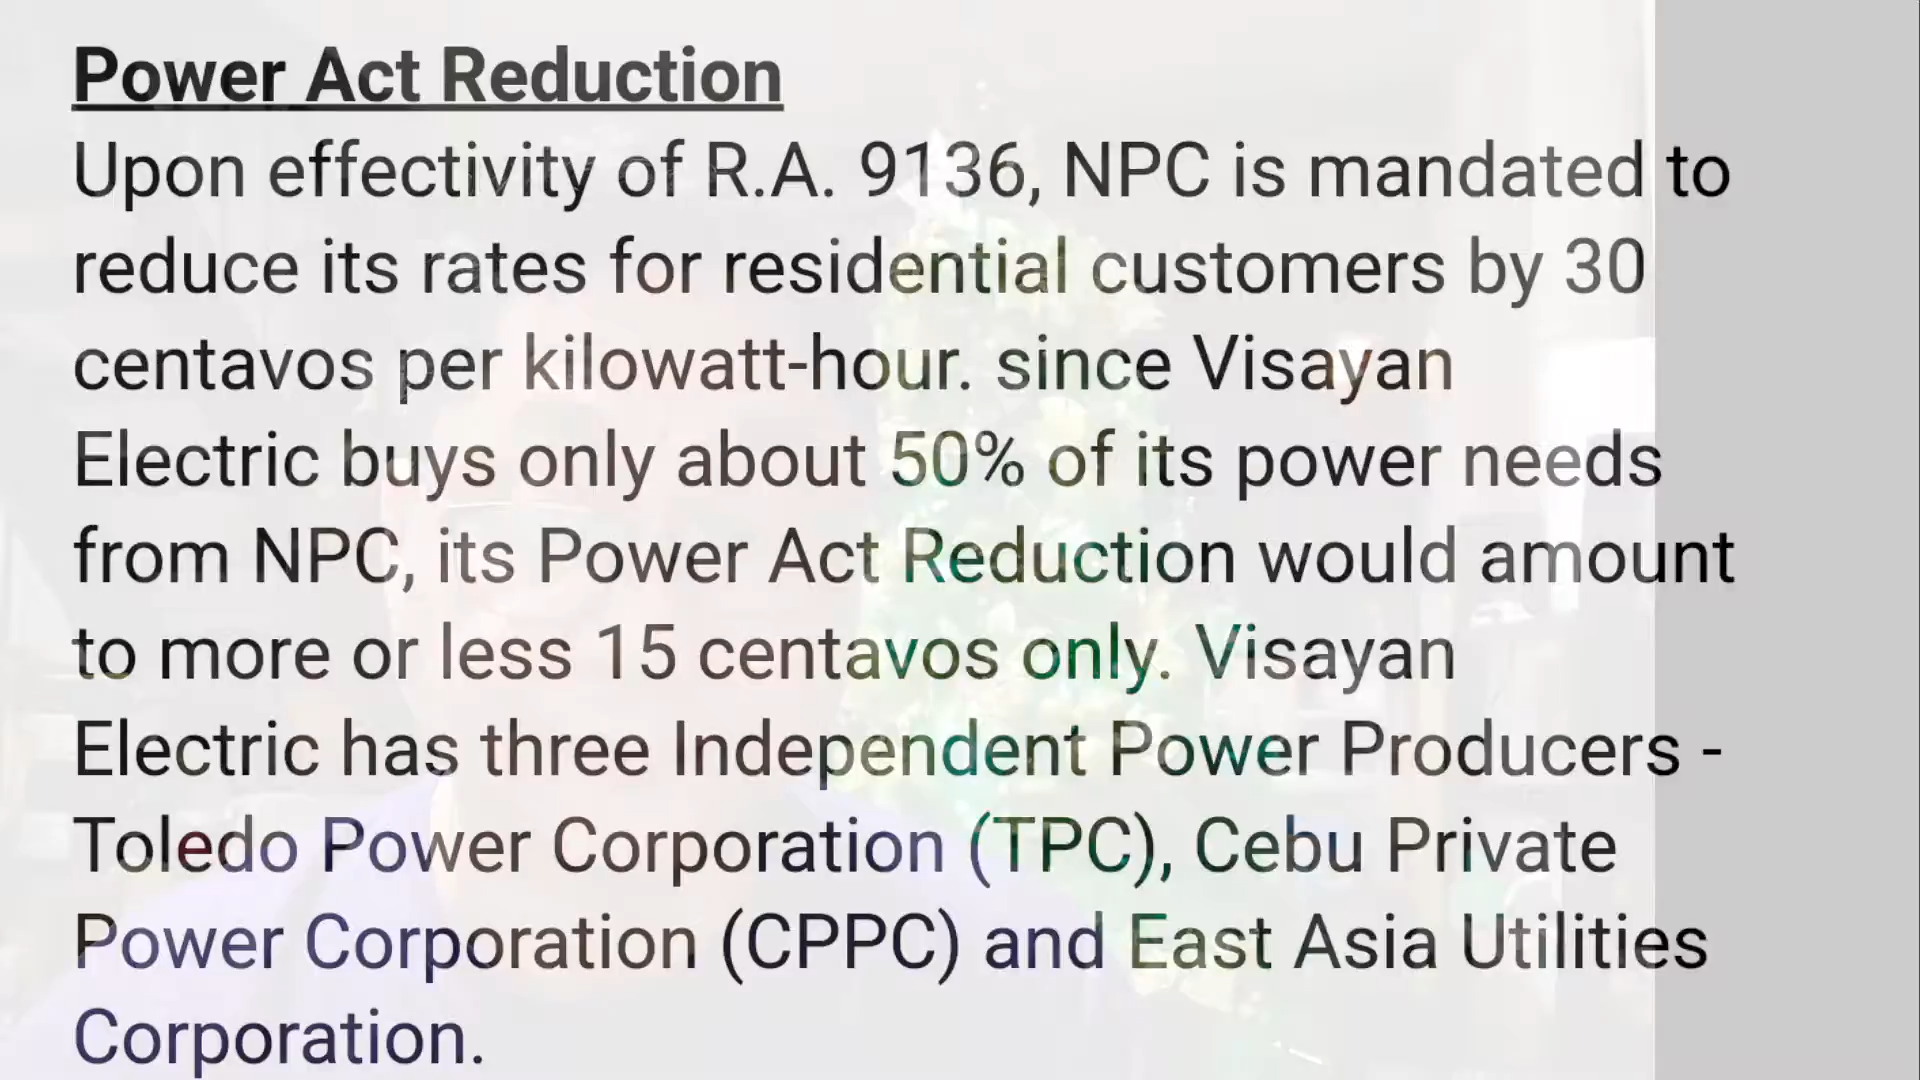 Power Act Reduction
Upon effectivity of R.A. 9136, NPC is mandated to
reduce its rates for residential customers by 30
centavos per kilowatt-hour. since Visayan
Electric buys only about 50% of its power needs
from NPC, its Power Act Reduction would amount
to more or less 15 centavos only. Visayan
Electric has three Independent Power Producers -
Toledo Power Corporation (TPC), Cebu Private
Power Corporation (CPPC) and East Asia Utilities
Corporation.